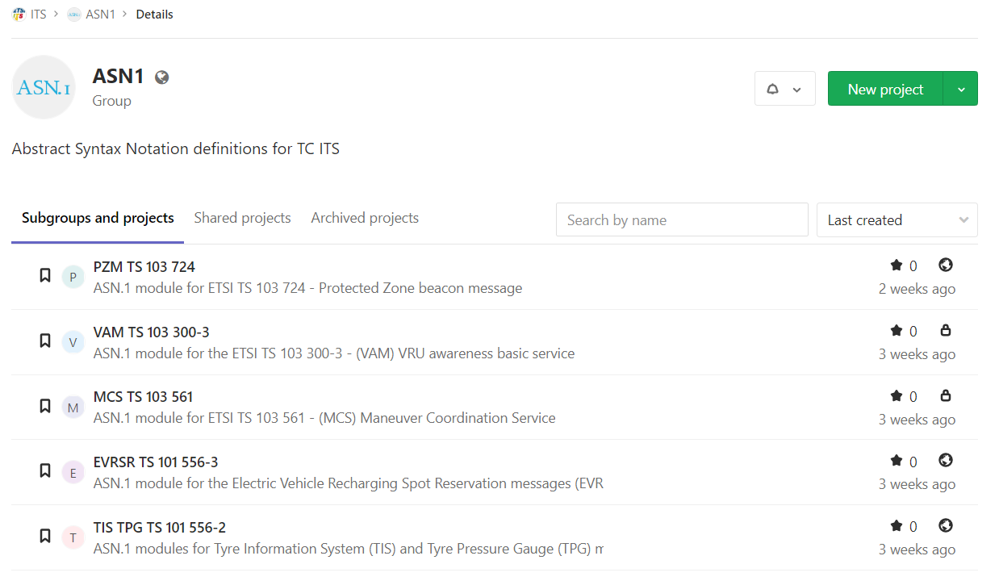 ITS > ASN1 > Details
ASN.1
ASN1
Group
New project
Abstract Syntax Notation definitions for TC ITS
Subgroups and projects Shared projects Archived projects Search by name Last created
PZM TS 103 724 0
P
ASN.1 module for ETSI TS 103 724 - Protected Zone beacon message 2 weeks ago
VAM TS 103 300-3 0
V
ASN.1 module for the ETSI TS 103 300-3 - (VAM) VRU awareness basic service 3 weeks ago
MCS TS 103 561 0
M
ASN.1 module for ETSI TS 103 561 - (MCS) Maneuver Coordination Service 3 weeks ago
EVRSR TS 101 556-3 0
E
ASN.1 module for the Electric Vehicle Recharging Spot Reservation messages (EVR 3 weeks ago
TIS TPG TS 101 556-2 0
T
ASN.1 modules for Tyre Information System (TIS) and Tyre Pressure Gauge (TPG) 3 weeks ago